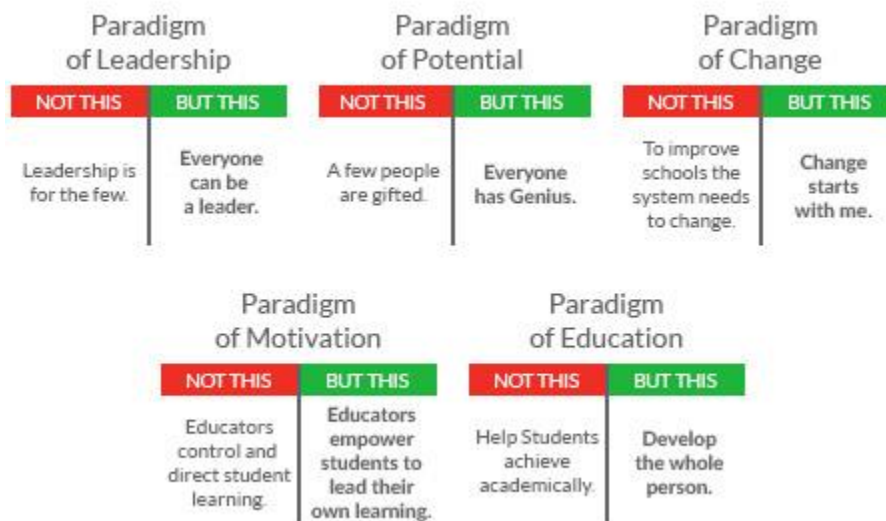 Paradigm
of Leadership
NOT THIS
BUT THIS
Leadership is
for the few.
Everyone
can be
a leader.
Paradigm
of Potential
NOT THIS
BUT THIS
A few people
are gifted.
Everyone
has Genius.
Paradigm
of Change
NOT THIS
BUT THIS
To improve
schools the
system needs
to change.
Change
starts
with me.
Paradigm
of Motivation
NOT THIS
BUT THIS
Educators
control and
direct student
learning.
Educators
empower
students to
lead their
own learning.
Paradigm
of Education
NOT THIS
BUT THIS
Help Students
achieve
academically.
Develop
the whole
person.